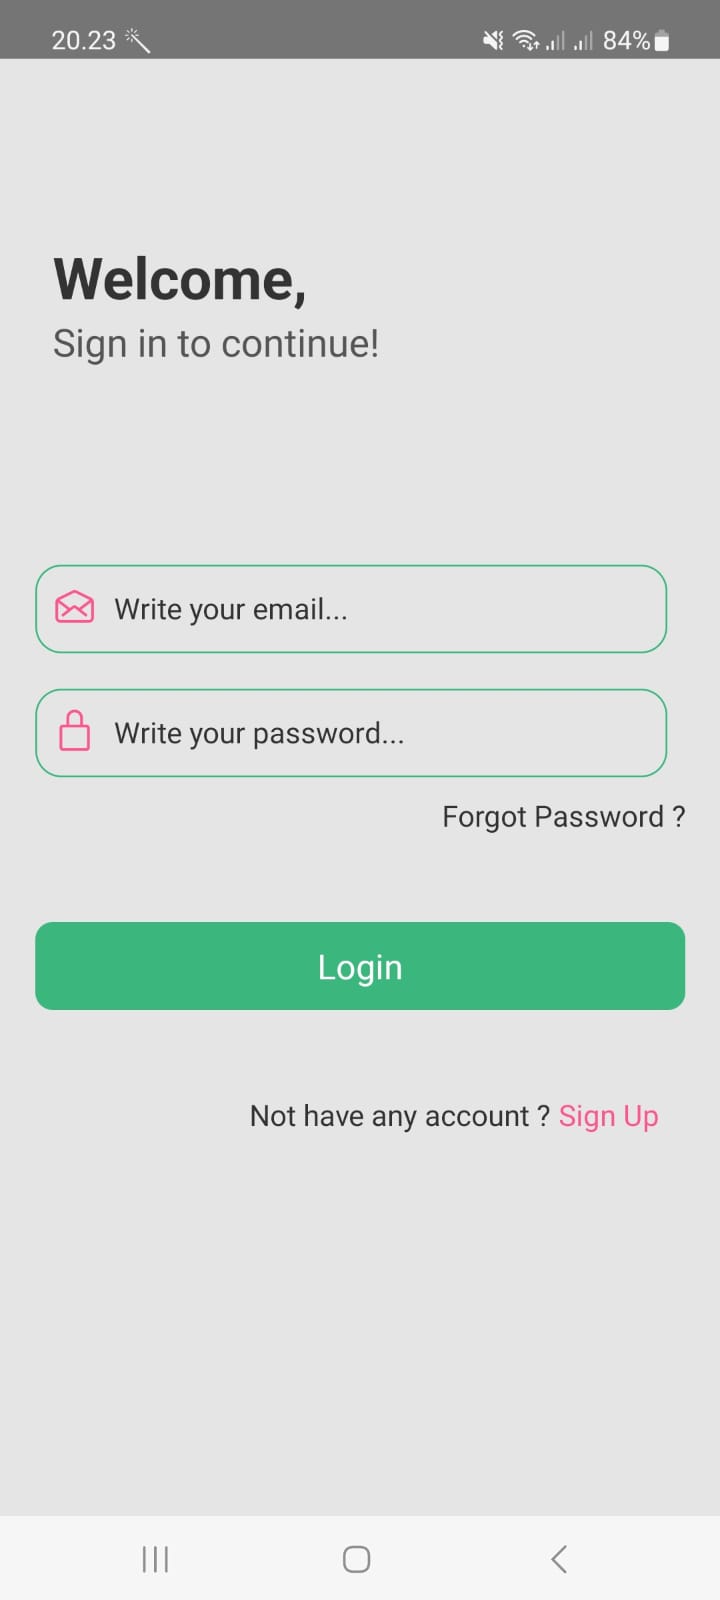 20.23
84%
Welcome,
Sign in to continue!
Write your email...
Write your password...
Forgot Password ?
Login
Not have any account ? Sign Up